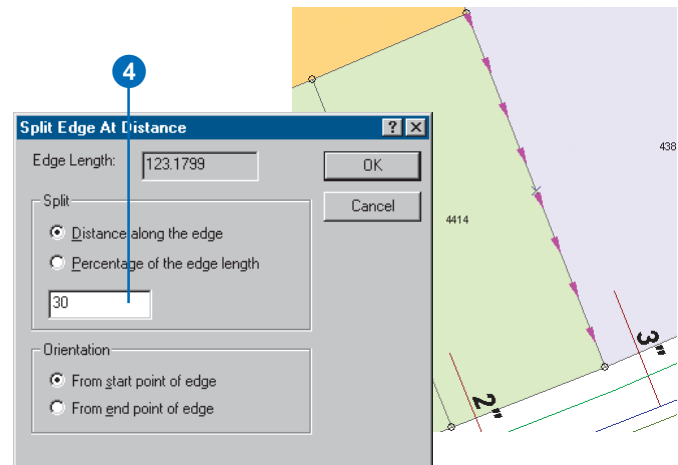 4
Split Edge At Distance
Edge Length: 123.1799
OK
Cancel
Split
Distance along the edge
Percentage of the edge length
30
Orientation
From start point of edge
From end point of edge
438
4414
3"
2"